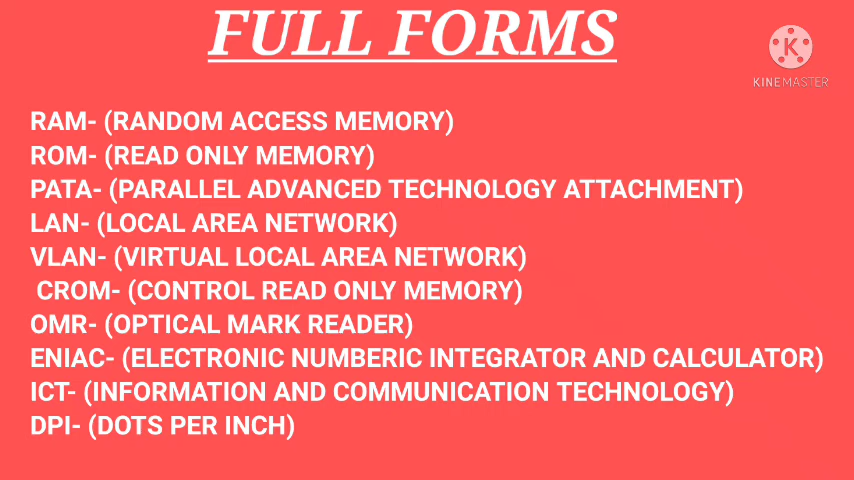 FULL FORMS
K
KINEMASTER
RAM- (RANDOM ACCESS MEMORY)
ROM- (READ ONLY MEMORY)
PATA- (PARALLEL ADVANCED TECHNOLOGY ATTACHMENT)
LAN- (LOCAL AREA NETWORK)
VLAN- (VIRTUAL LOCAL AREA NETWORK)
CROM- (CONTROL READ ONLY MEMORY)
OMR- (OPTICAL MARK READER)
ENIAC- (ELECTRONIC NUMBERIC INTEGRATOR AND CALCULATOR)
ICT- (INFORMATION AND COMMUNICATION TECHNOLOGY)
DPI- (DOTS PER INCH)